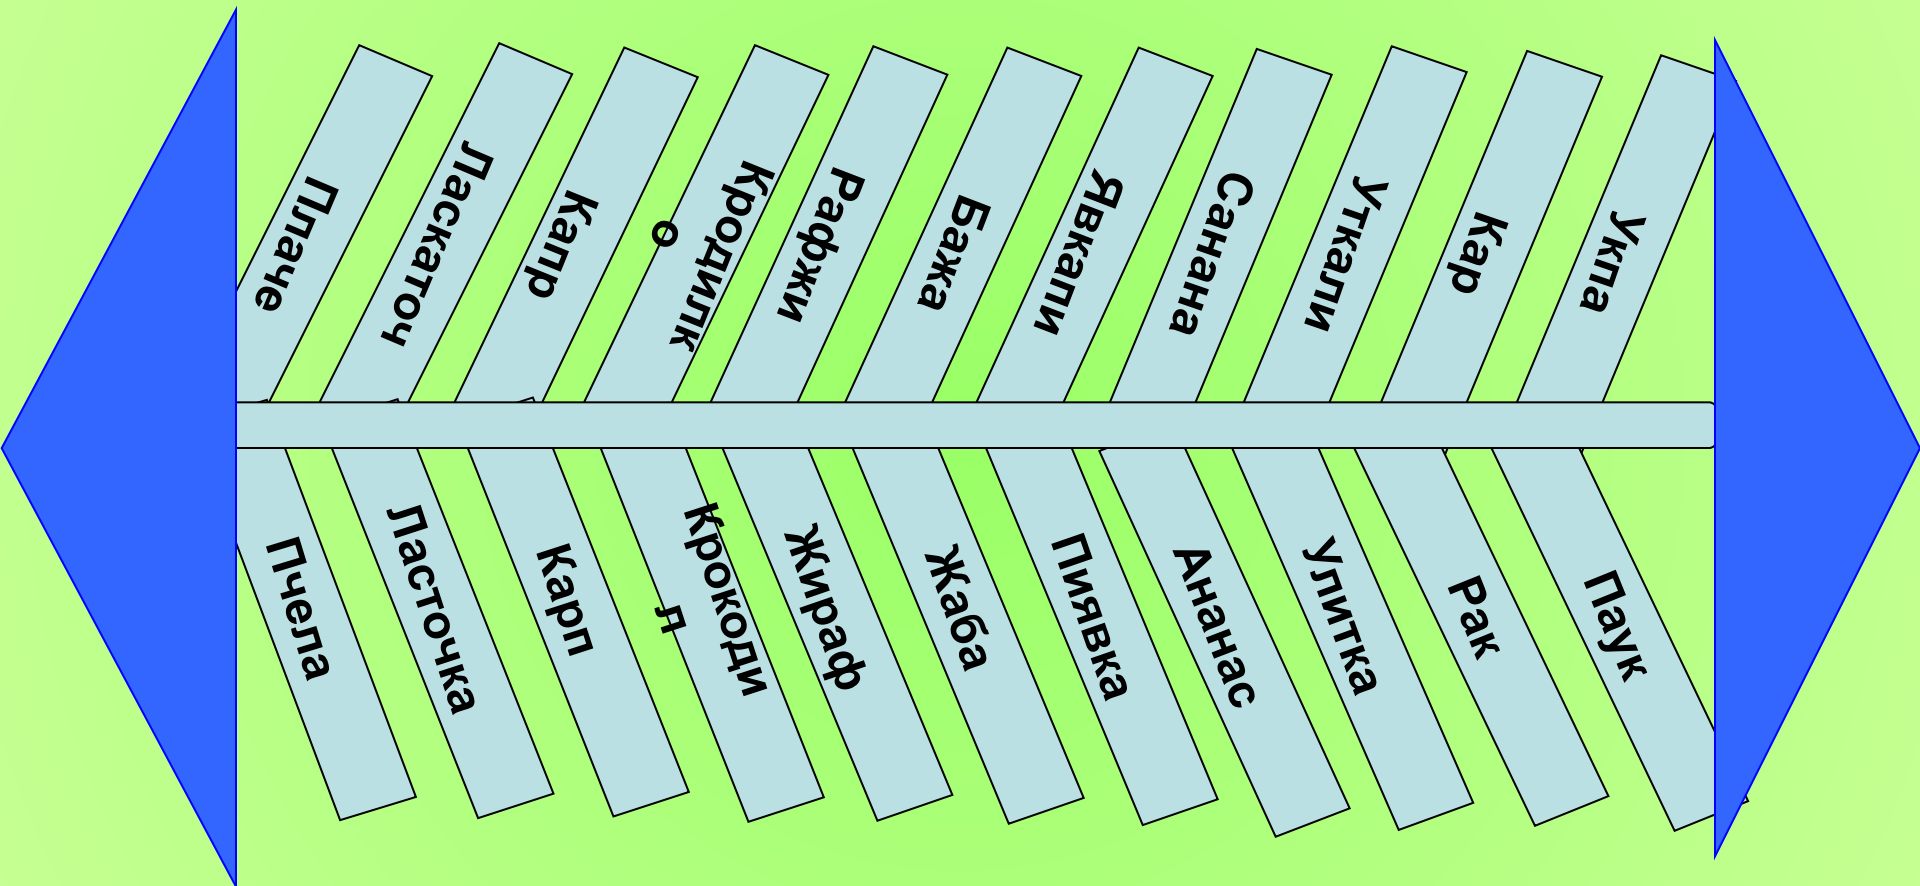 Плаче
Ласкаточ
Капр
Кродилк
о
Рафжи
Бажа
Явкапи
Санана
Уткали
Кар
Укпа
Пчела
Ласточка
Карп
Крокоди
л
Жираф
Жаба
Пиявка
Ананас
Улитка
Рак
Паук